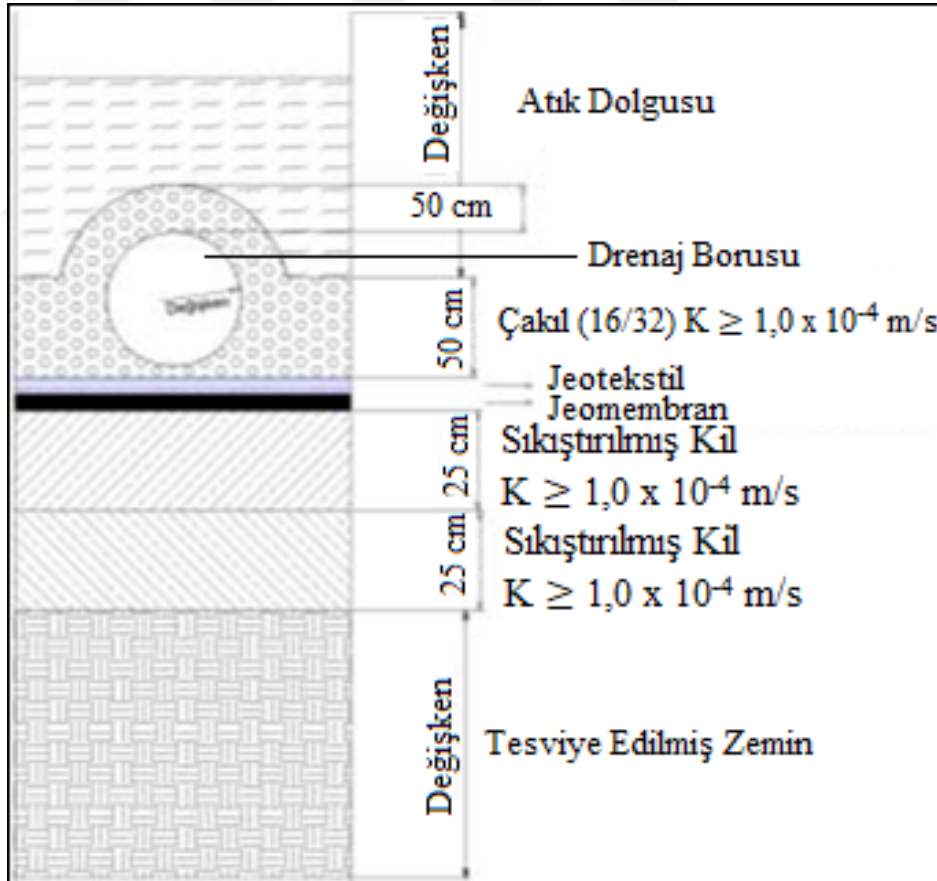 Değişken
Atık Dolgusu
50 cm
Drenaj Borusu
Değişken
50 cm
Çakıl (16/32) K ≥ 1,0 x 10⁻⁴ m/s
Jeotekstil
Jeomembran
25 cm
Sıkıştırılmış Kil
K ≥ 1,0 x 10⁻⁴ m/s
25 cm
Sıkıştırılmış Kil
K ≥ 1,0 x 10⁻⁴ m/s
Değişken
Tesviye Edilmiş Zemin